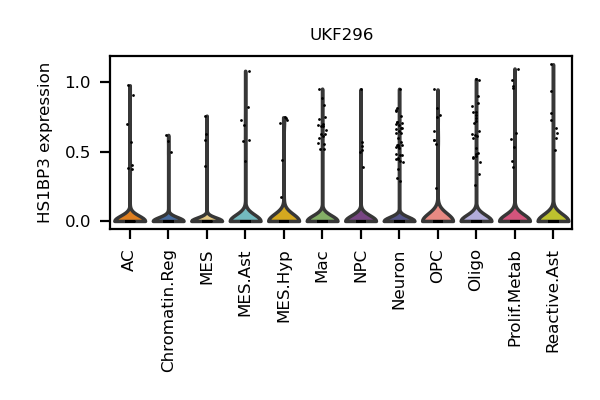 UKF296
HS1BP3 expression
1.0
0.5
0.0
AC
Chromatin.Reg
MES
MES.Ast
MES.Hyp
Mac
NPC
Neuron
OPC
Oligo
Prolif.Metab
Reactive.Ast